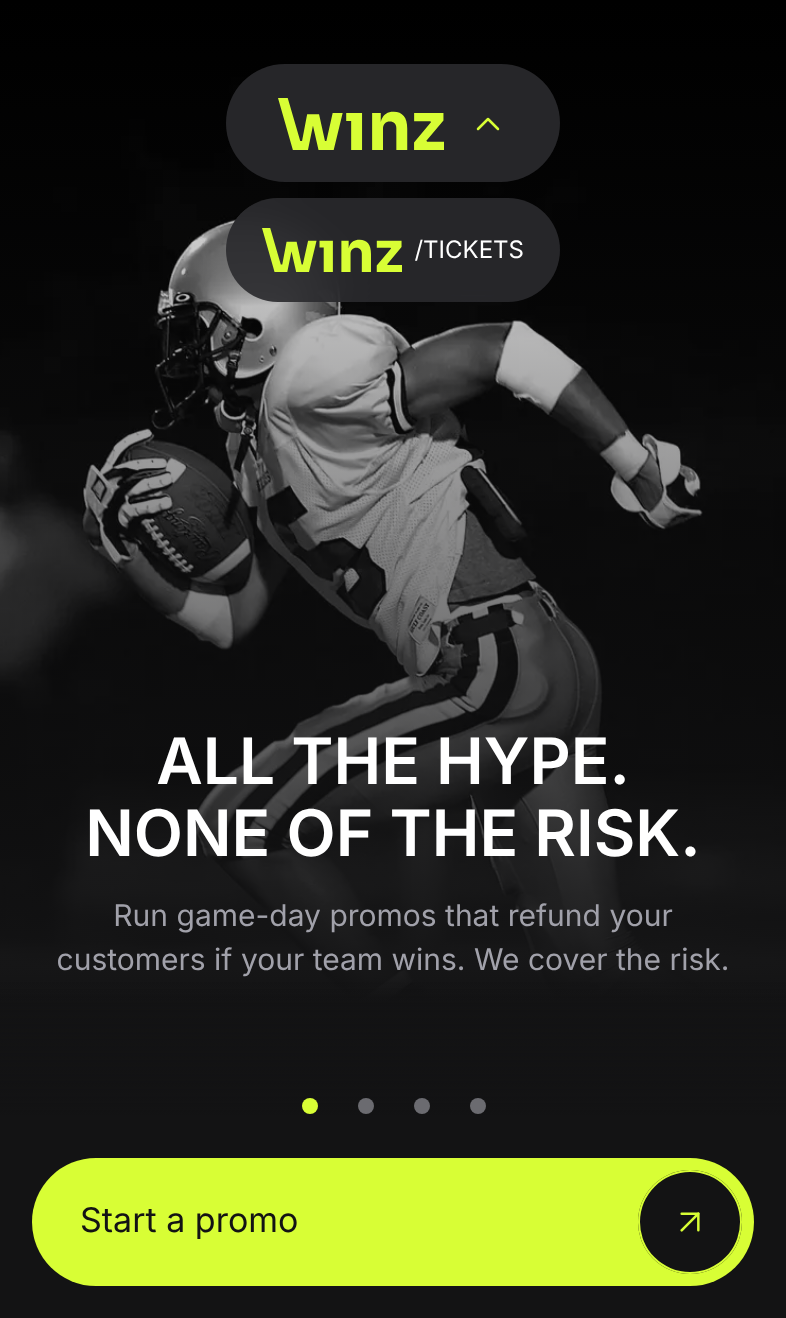 winz
winz /TICKETS
ALL THE HYPE.
NONE OF THE RISK.
Run game-day promos that refund your
customers if your team wins. We cover the risk.
Start a promo